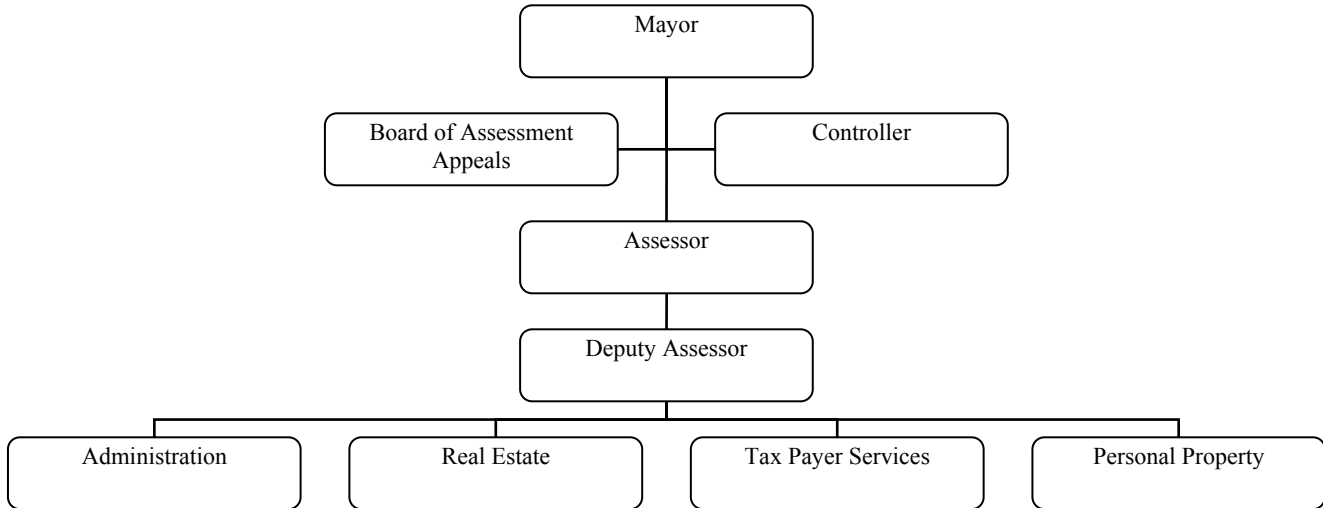 Mayor
Board of Assessment
Appeals
Controller
Assessor
Deputy Assessor
Administration
Real Estate
Tax Payer Services
Personal Property